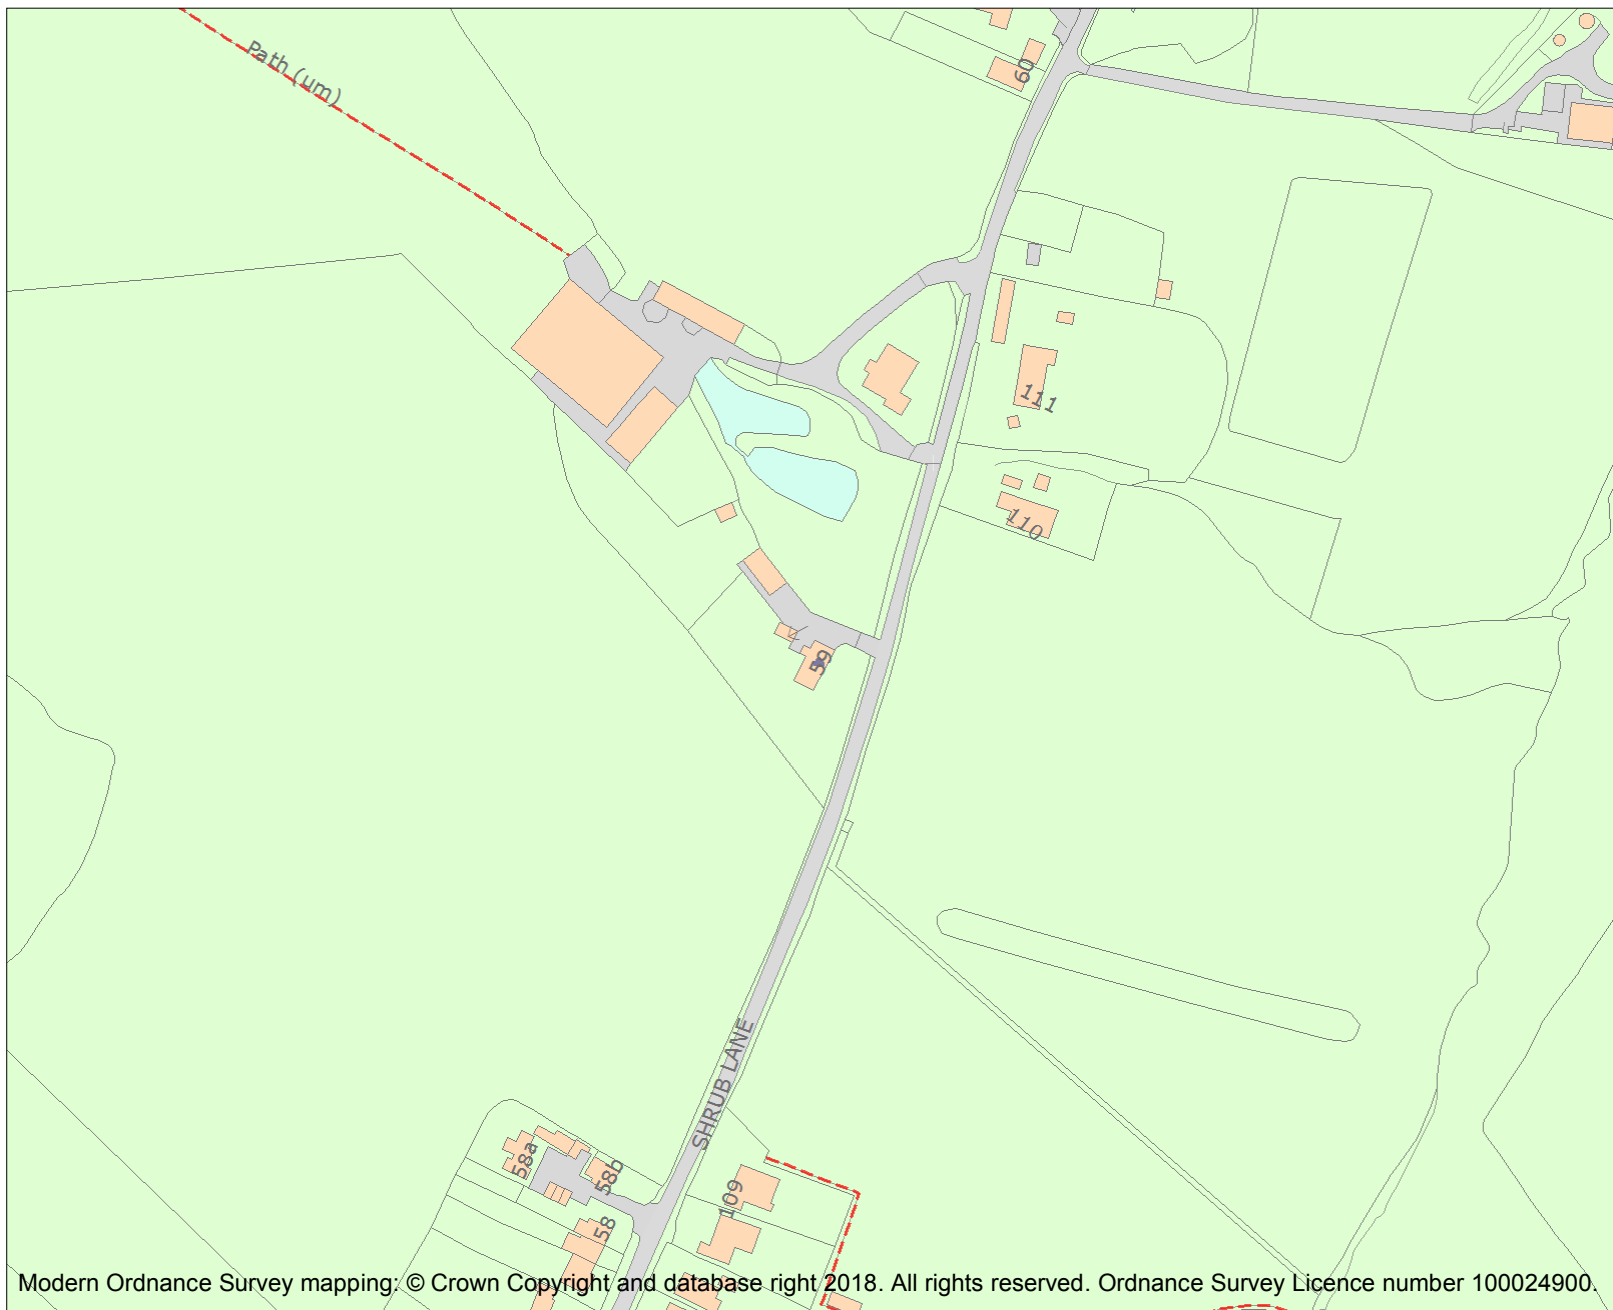 Path (um)
60
111
110
59
SHRUB LANE
58a
58b
109
58
Modern Ordnance Survey mapping: © Crown Copyright and database right 2018. All rights reserved. Ordnance Survey Licence number 100024900.